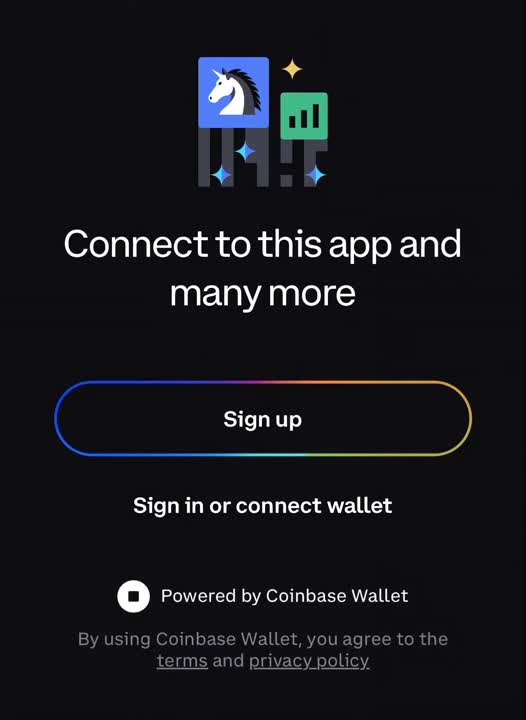 Connect to this app and
many more
Sign up
Sign in or connect wallet
Powered by Coinbase Wallet
By using Coinbase Wallet, you agree to the
terms and privacy policy